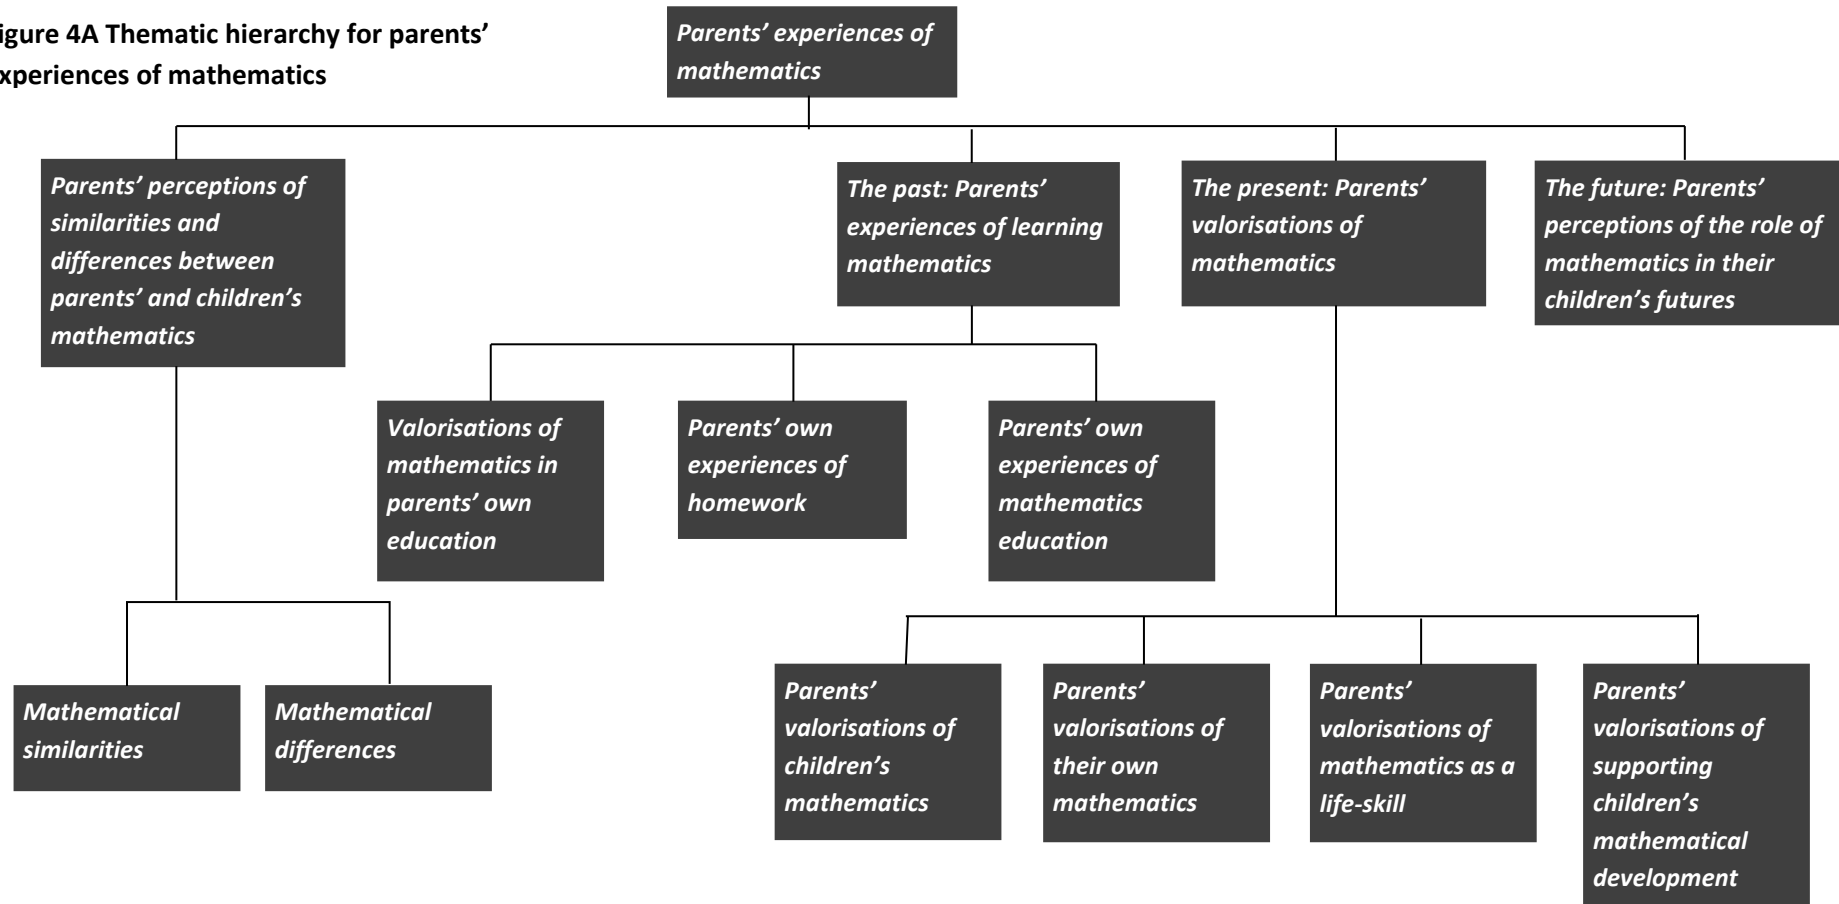 igure 4A Thematic hierarchy for parents’
xperiences of mathematics
Parents’ experiences of
mathematics
Parents’ perceptions of
similarities and
differences between
parents’ and children’s
mathematics
The past: Parents’
experiences of learning
mathematics
The present: Parents’
valorisations of
mathematics
The future: Parents’
perceptions of the role of
mathematics in their
children’s futures
Valorisations of
mathematics in
parents’ own
education
Parents’ own
experiences of
homework
Parents’ own
experiences of
mathematics
education
Mathematical
similarities
Mathematical
differences
Parents’
valorisations of
children’s
mathematics
Parents’
valorisations of
their own
mathematics
Parents’
valorisations of
mathematics as a
life-skill
Parents’
valorisations of
supporting
children’s
mathematical
development